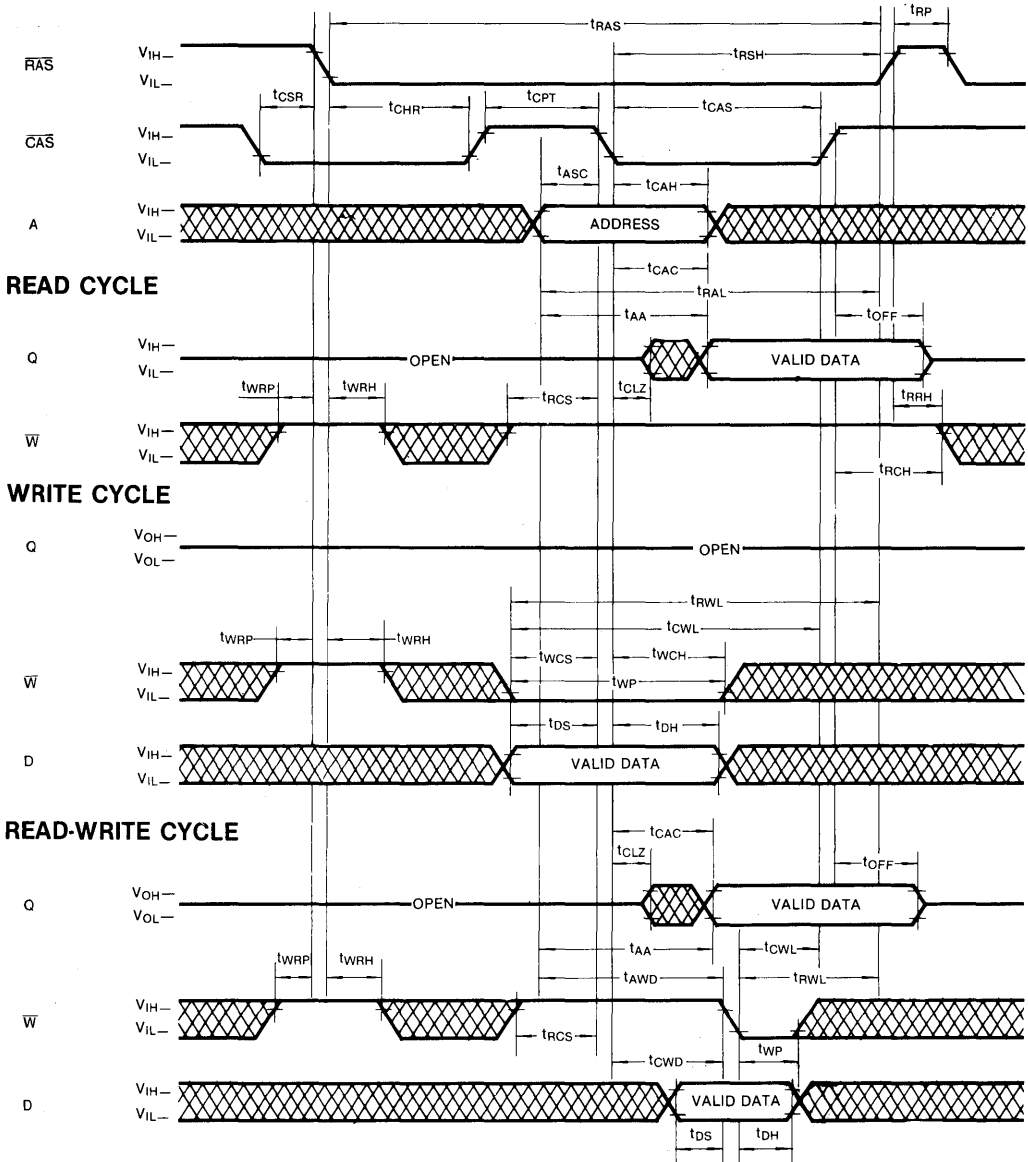 tRP
tRAS
RAS VIH— tRSH
VIL—
tCSR tCHR tCPT tCAS
CAS VIH—
VIL—
tASC tCAH
A VIH— ADDRESS
VIL—
tCAC
READ CYCLE tRAL
tAA tOFF
Q VIH— OPEN VALID DATA
VIL—
tWRP tWRH tRCS tCLZ tRRH
W VIH—
VIL— tRCH
WRITE CYCLE
Q VOH— OPEN
VOL—
tRWL
tWRP tWRH tCWL
tWCS tWCH
W VIH— tWP
VIL—
tDS tDH
D VIH— VALID DATA
VIL—
READ-WRITE CYCLE
tCAC
tCLZ tOFF
Q VOH— OPEN VALID DATA
VOL—
tWRP tWRH tAA tCWL
tAWD tRWL
W VIH—
VIL— tRCS tWP
tCWD
D VIH— VALID DATA
VIL—
tDS tDH